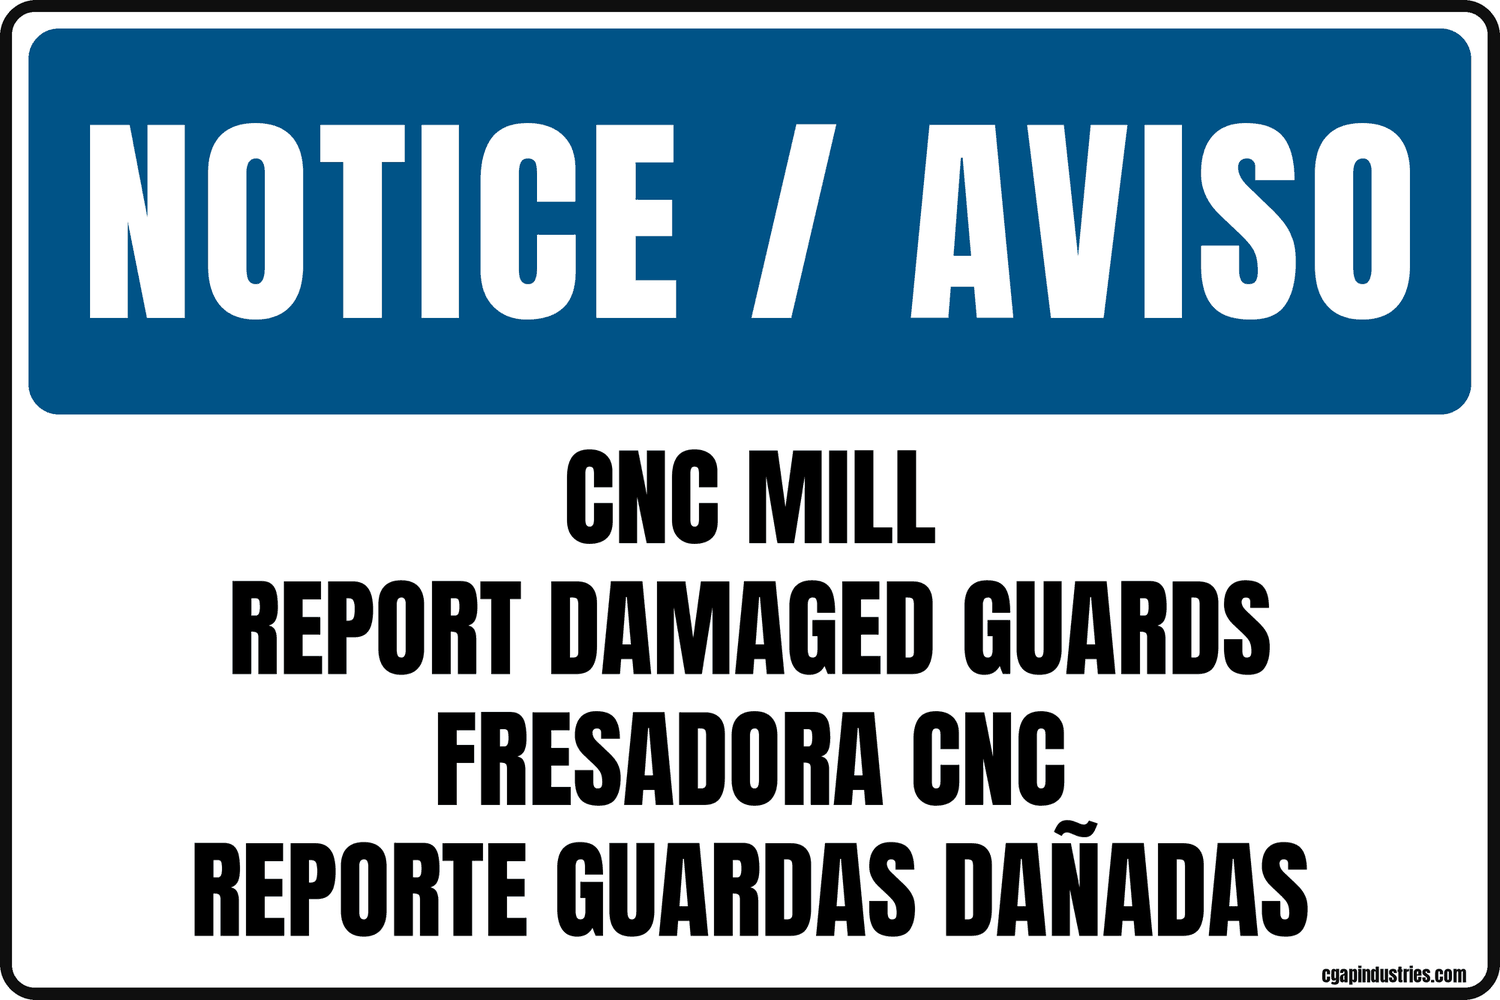 NOTICE / AVISO
CNC MILL
REPORT DAMAGED GUARDS
FRESADORA CNC
REPORTE GUARDAS DAÑADAS
cgapindustries.com